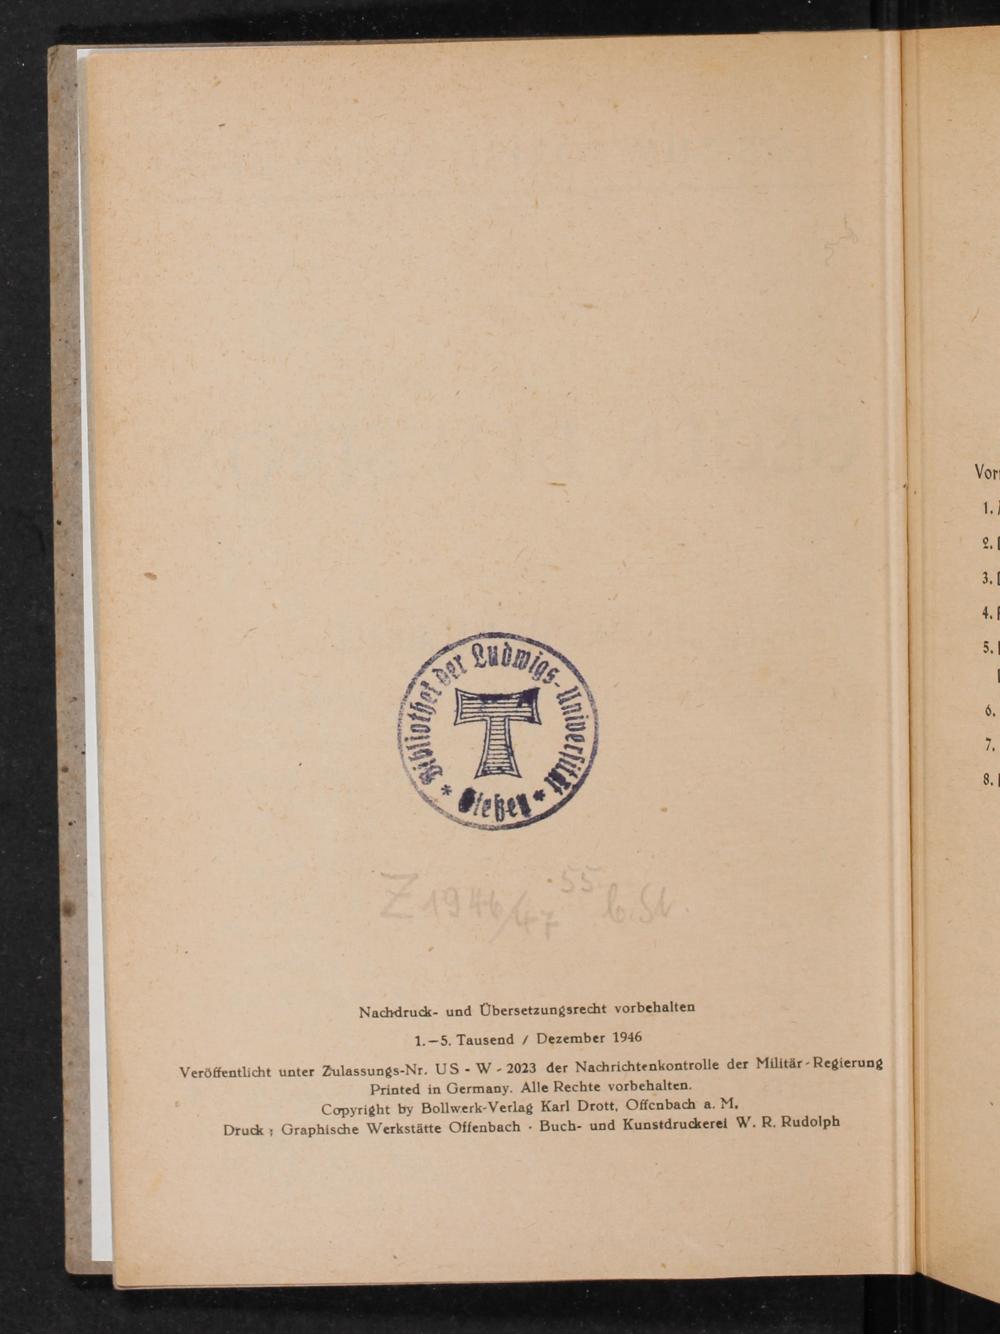 Bibliothek der Ludwigs-Universität
* Gießen *
Z 1946/47 55
Nachdruck- und Übersetzungsrecht vorbehalten
1.–5. Tausend / Dezember 1946
Veröffentlicht unter Zulassungs-Nr. US - W - 2023 der Nachrichtenkontrolle der Militär-Regierung
Printed in Germany. Alle Rechte vorbehalten.
Copyright by Bollwerk-Verlag Karl Drott, Offenbach a. M.
Druck: Graphische Werkstätte Offenbach · Buch- und Kunstdruckerei W. R. Rudolph
1.
2.
3.
4.
5.
6.
7.
8.